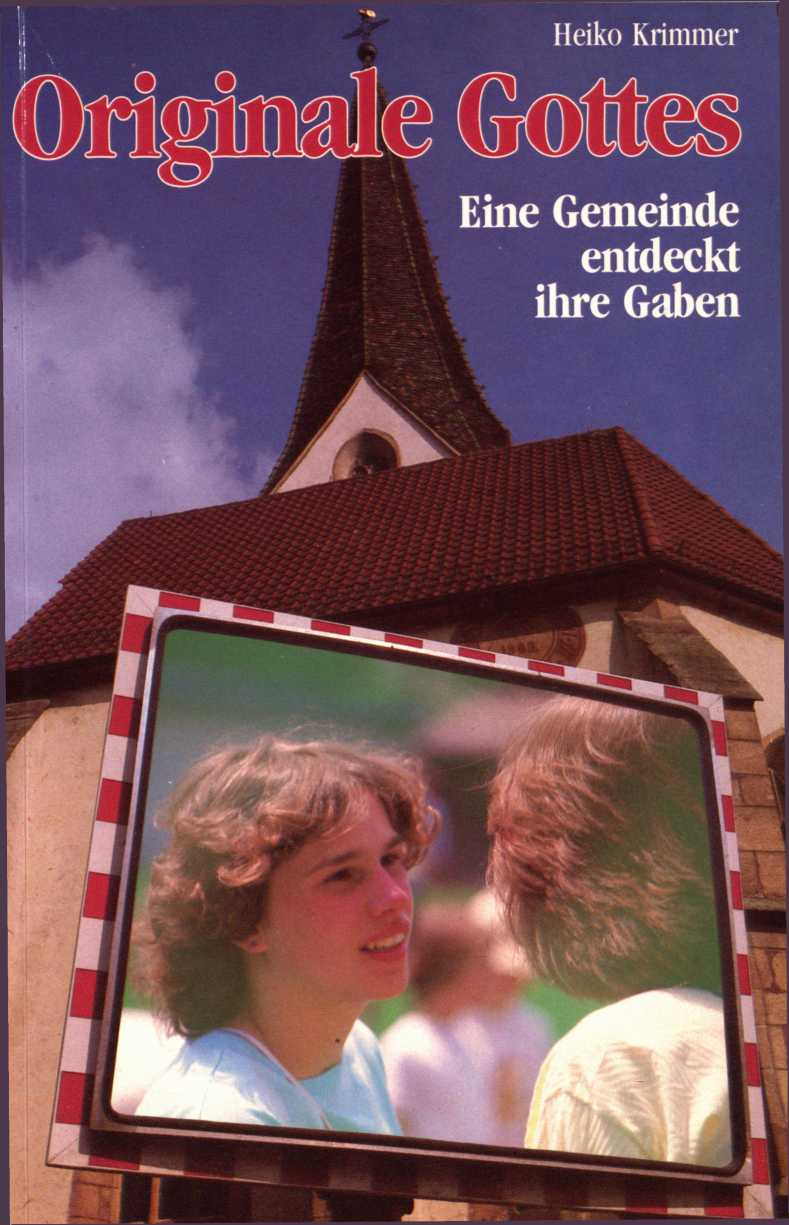 Heiko Krimmer
Originale Gottes
Eine Gemeinde
entdeckt
ihre Gaben